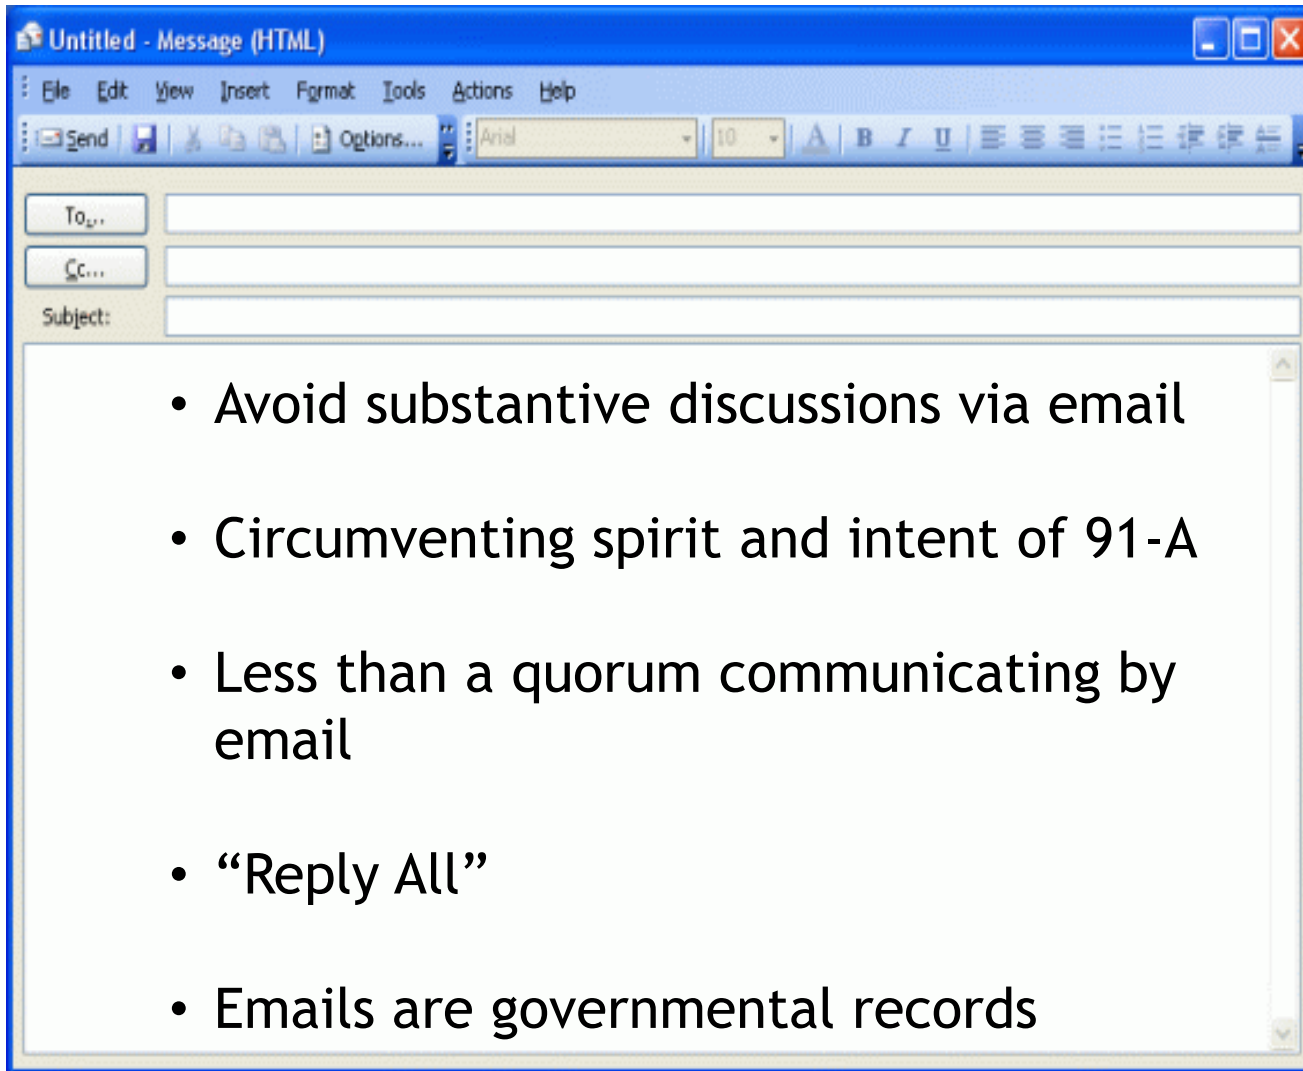 Untitled - Message (HTML)
File Edit View Insert Format Tools Actions Help
Send Options... Arial 10 A B I U
To...
Cc...
Subject:
• Avoid substantive discussions via email
• Circumventing spirit and intent of 91-A
• Less than a quorum communicating by
email
• “Reply All”
• Emails are governmental records